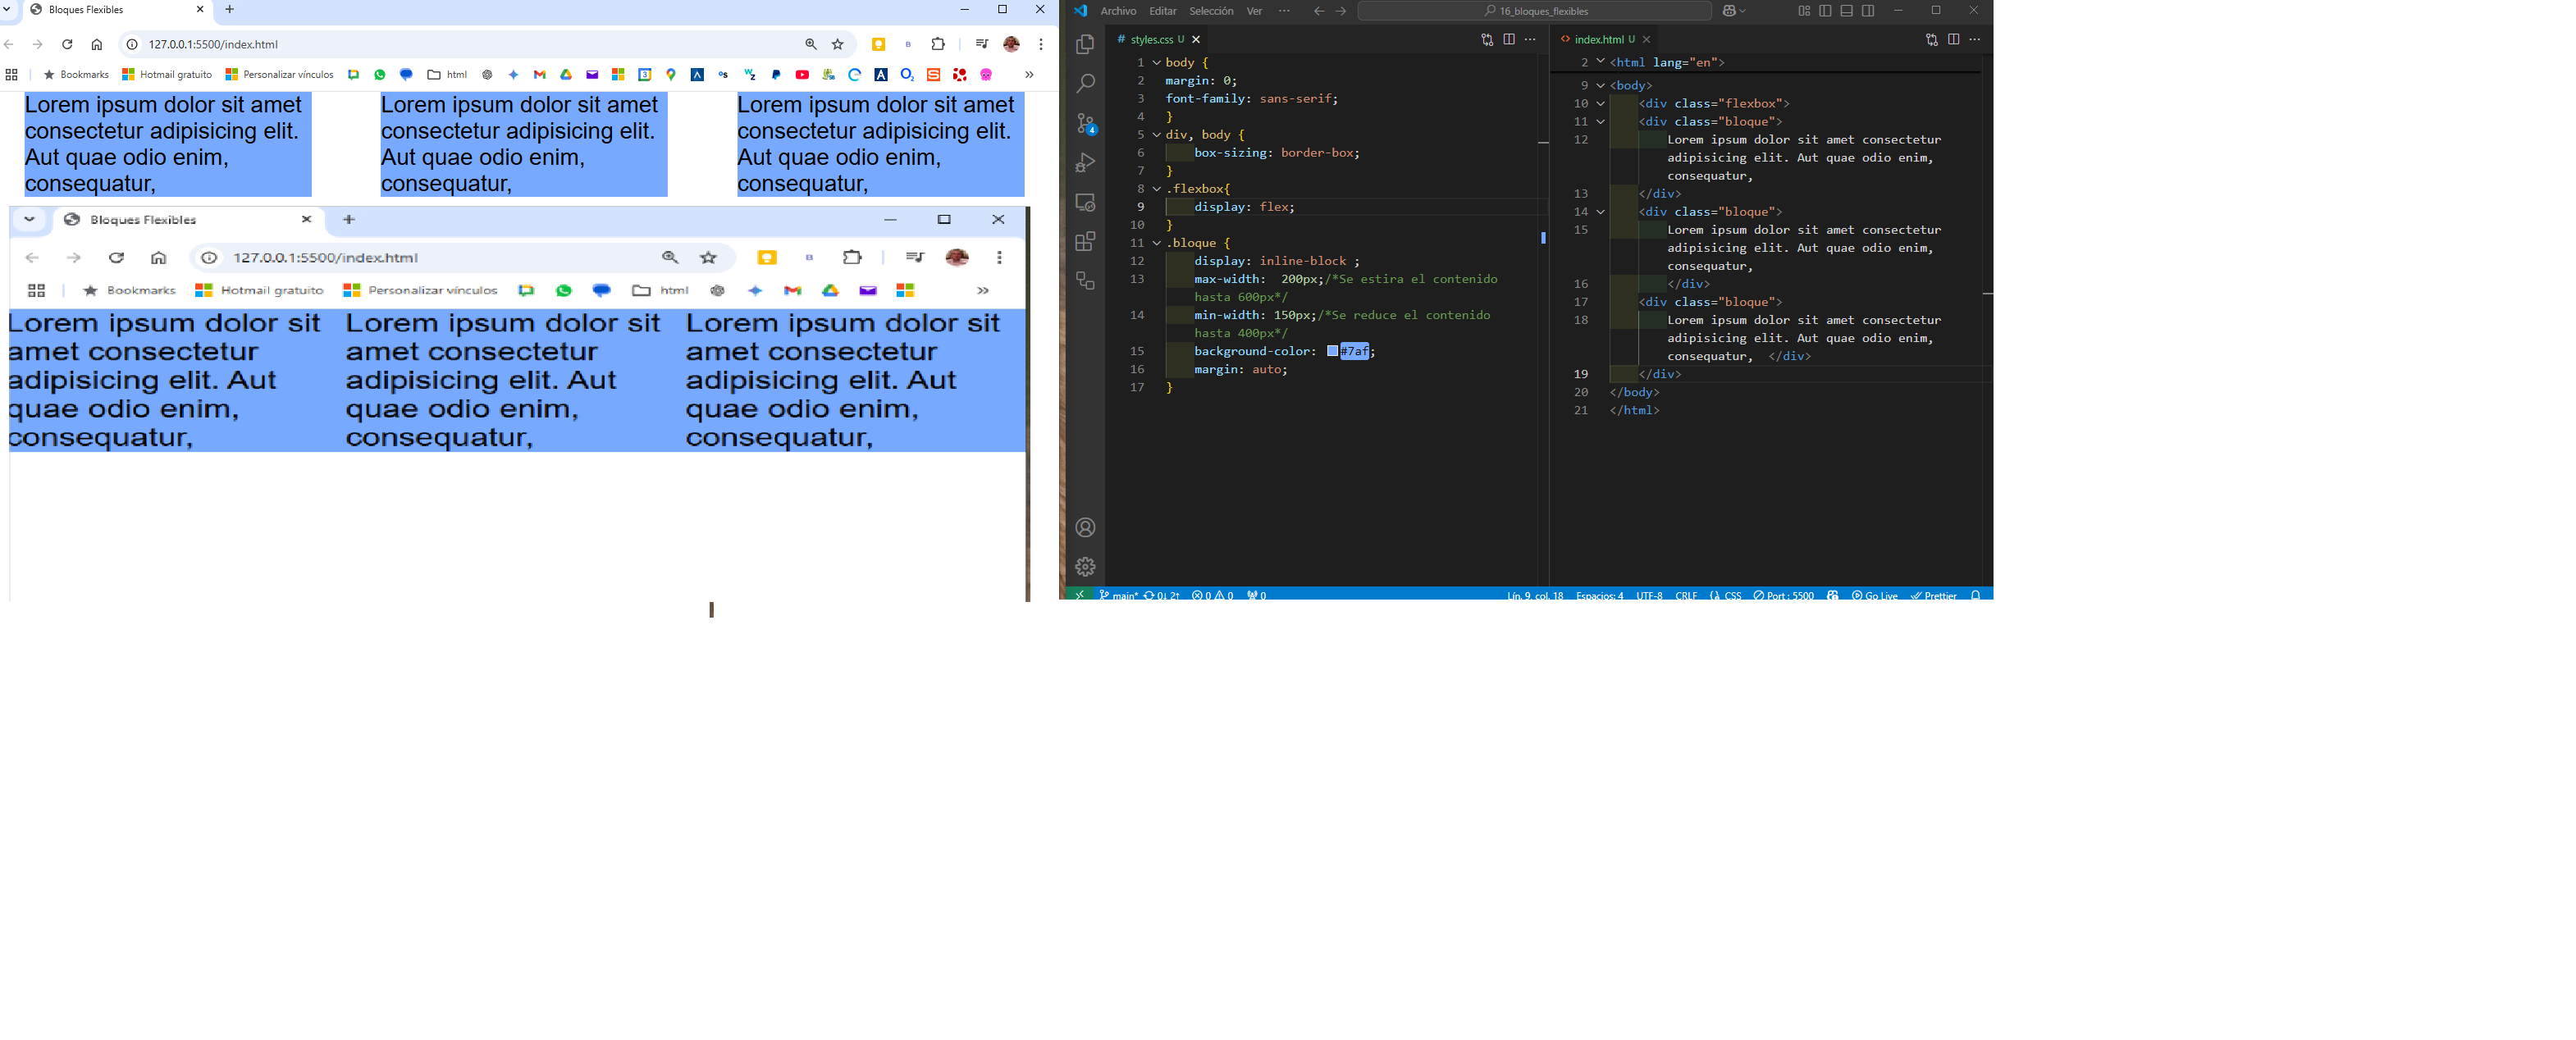 Bloques Flexibles
127.0.0.1:5500/index.html
Bookmarks Hotmail gratuito Personalizar vínculos html
Lorem ipsum dolor sit amet
consectetur adipisicing elit.
Aut quae odio enim,
consequatur,
Lorem ipsum dolor sit amet
consectetur adipisicing elit.
Aut quae odio enim,
consequatur,
Lorem ipsum dolor sit amet
consectetur adipisicing elit.
Aut quae odio enim,
consequatur,
Bloques Flexibles
127.0.0.1:5500/index.html
Bookmarks Hotmail gratuito Personalizar vínculos html
Lorem ipsum dolor sit
amet consectetur
adipisicing elit. Aut
quae odio enim,
consequatur,
Lorem ipsum dolor sit
amet consectetur
adipisicing elit. Aut
quae odio enim,
consequatur,
Lorem ipsum dolor sit
amet consectetur
adipisicing elit. Aut
quae odio enim,
consequatur,
Archivo Editar Selección Ver ··· 16_bloques_flexibles
# styles.css U
1 body {
2 margin: 0;
3 font-family: sans-serif;
4 }
5 div, body {
6 box-sizing: border-box;
7 }
8 .flexbox{
9 display: flex;
10 }
11 .bloque {
12 display: inline-block ;
13 max-width:  200px;/*Se estira el contenido
hasta 600px*/
14 min-width: 150px;/*Se reduce el contenido
hasta 400px*/
15 background-color: #7af;
16 margin: auto;
17 }
<> index.html U
2 <html lang="en">
9 <body>
10 <div class="flexbox">
11 <div class="bloque">
12 Lorem ipsum dolor sit amet consectetur
adipisicing elit. Aut quae odio enim,
consequatur,
13 </div>
14 <div class="bloque">
15 Lorem ipsum dolor sit amet consectetur
adipisicing elit. Aut quae odio enim,
consequatur,
16 </div>
17 <div class="bloque">
18 Lorem ipsum dolor sit amet consectetur
adipisicing elit. Aut quae odio enim,
consequatur,  </div>
19 </div>
20 </body>
21 </html>
4
main* 0↓ 2↑ 0 0 0 Lín. 9, col. 18 Espacios: 4 UTF-8 CRLF CSS Port : 5500 Go Live Prettier